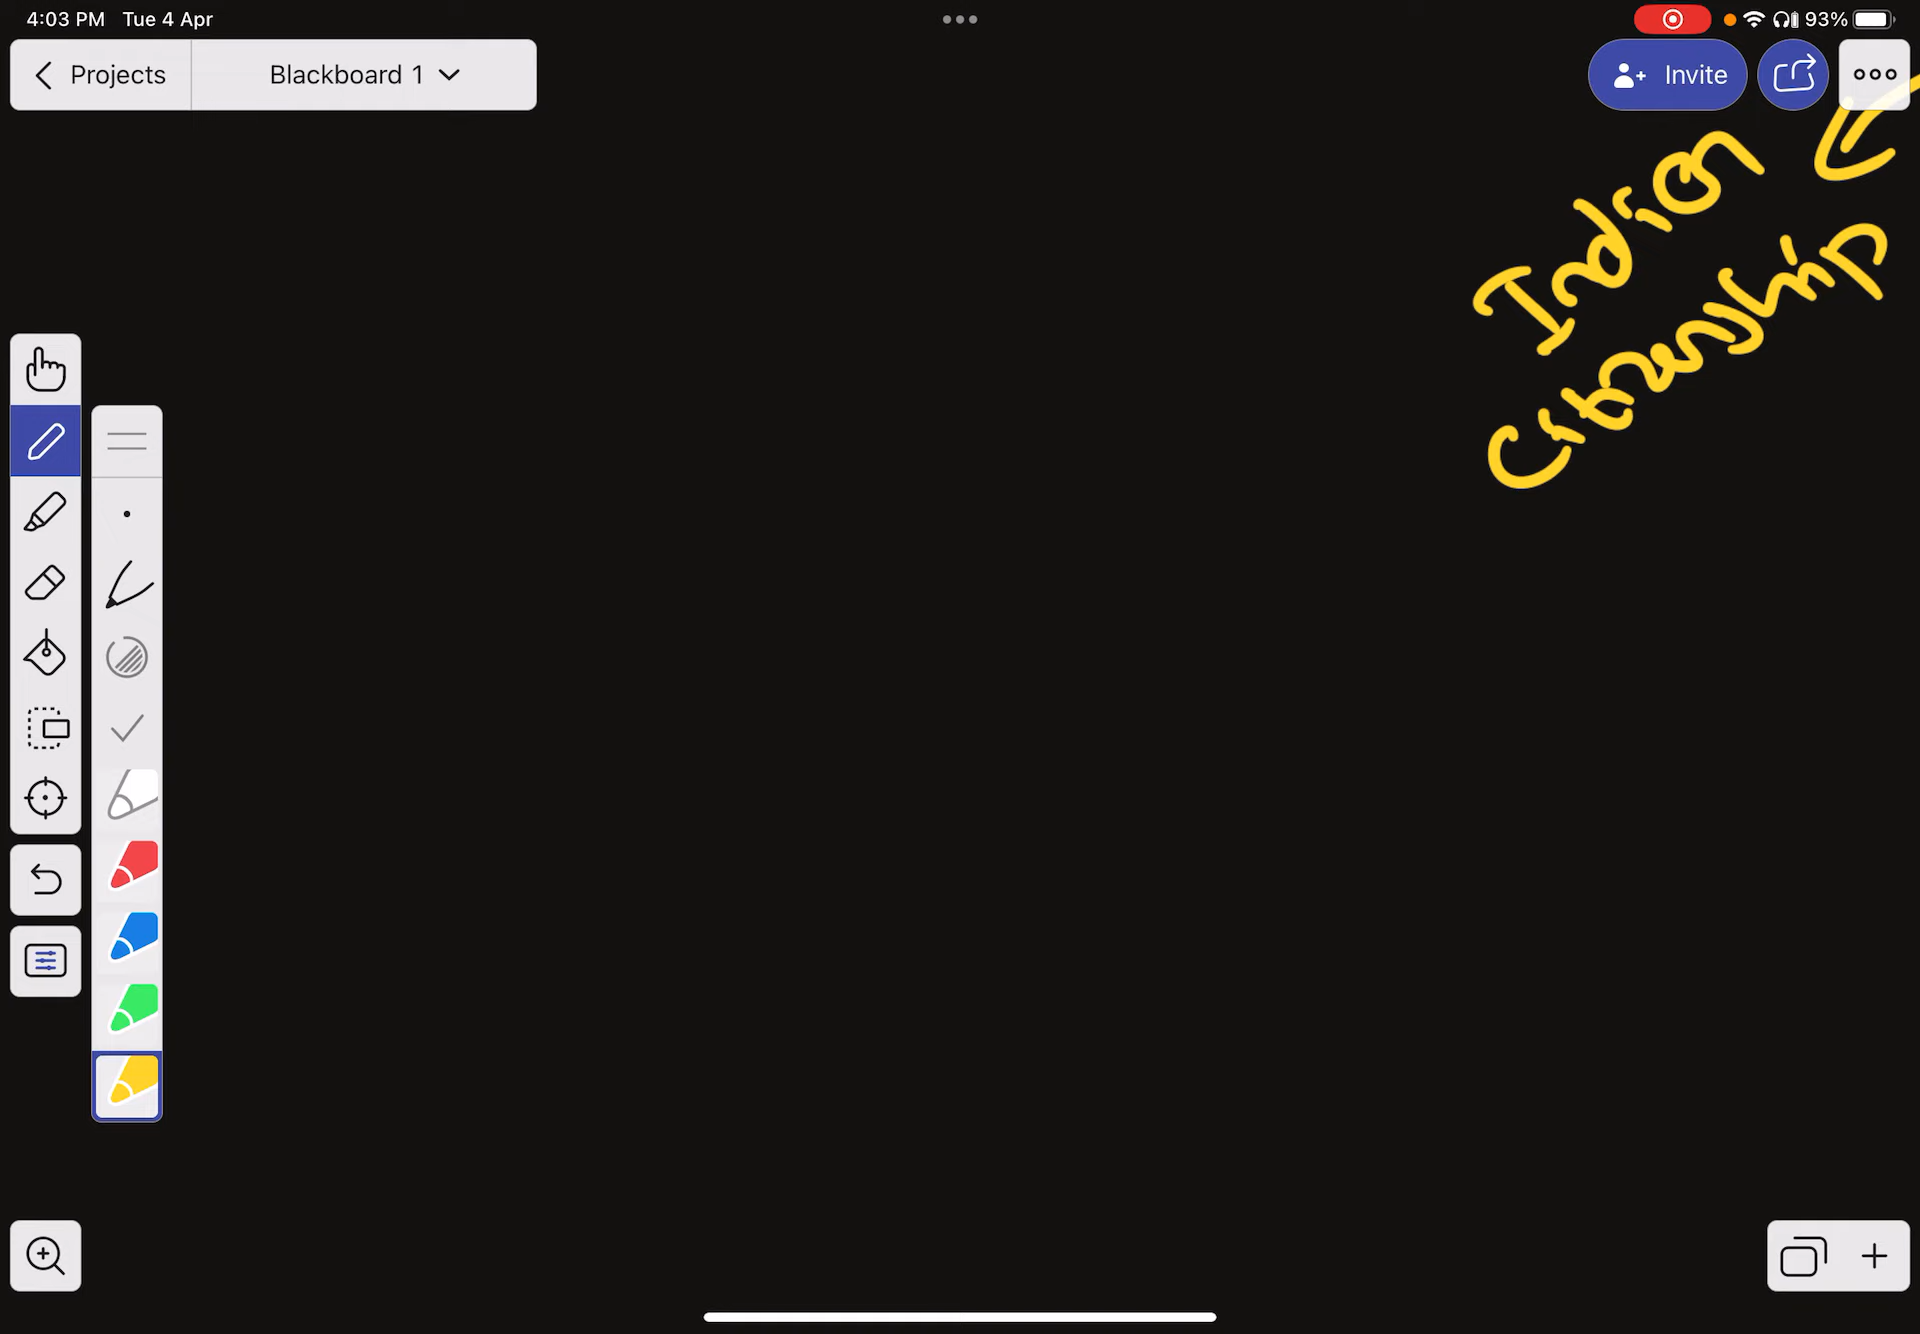 4:03 PM Tue 4 Apr
93%
Projects
Blackboard 1
Invite
Indian
Citizenship